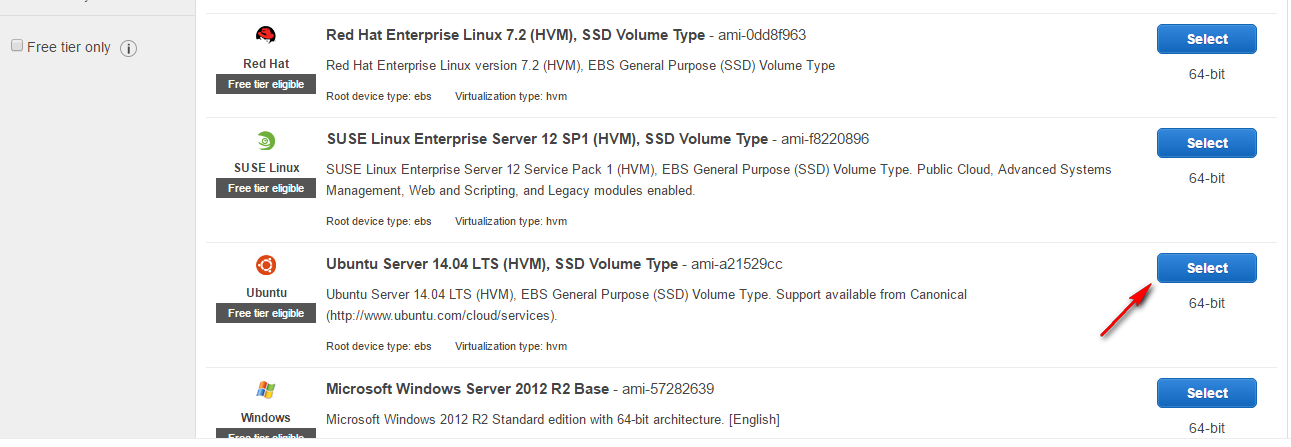 Free tier only i
Red Hat Enterprise Linux 7.2 (HVM), SSD Volume Type - ami-0dd8f963
Select
Red Hat
Red Hat Enterprise Linux version 7.2 (HVM), EBS General Purpose (SSD) Volume Type
64-bit
Free tier eligible
Root device type: ebs Virtualization type: hvm
SUSE Linux Enterprise Server 12 SP1 (HVM), SSD Volume Type - ami-f8220896
Select
SUSE Linux
SUSE Linux Enterprise Server 12 Service Pack 1 (HVM), EBS General Purpose (SSD) Volume Type. Public Cloud, Advanced Systems
64-bit
Free tier eligible
Management, Web and Scripting, and Legacy modules enabled.
Root device type: ebs Virtualization type: hvm
Ubuntu Server 14.04 LTS (HVM), SSD Volume Type - ami-a21529cc
Select
Ubuntu
Ubuntu Server 14.04 LTS (HVM), EBS General Purpose (SSD) Volume Type. Support available from Canonical
64-bit
Free tier eligible
(http://www.ubuntu.com/cloud/services).
Root device type: ebs Virtualization type: hvm
Microsoft Windows Server 2012 R2 Base - ami-57282639
Select
Windows
Microsoft Windows 2012 R2 Standard edition with 64-bit architecture. [English]
64-bit
Free tier eligible